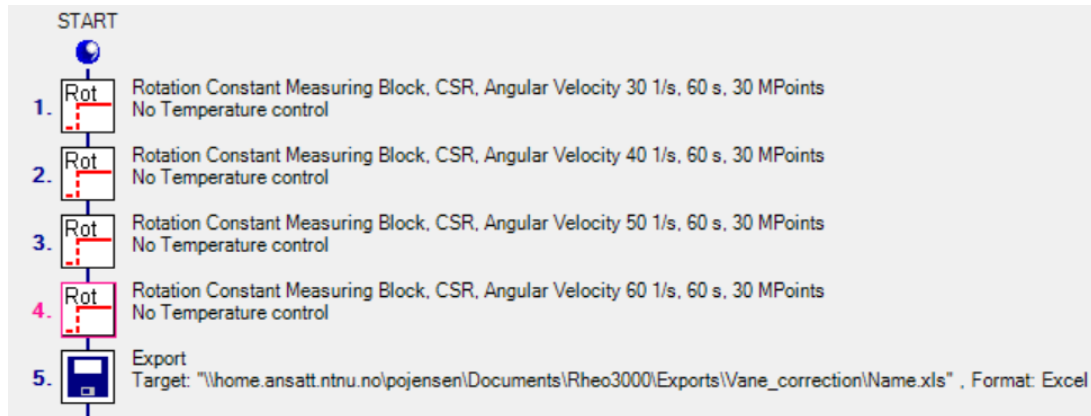 START
1. Rot Rotation Constant Measuring Block, CSR, Angular Velocity 30 1/s, 60 s, 30 MPoints
No Temperature control
2. Rot Rotation Constant Measuring Block, CSR, Angular Velocity 40 1/s, 60 s, 30 MPoints
No Temperature control
3. Rot Rotation Constant Measuring Block, CSR, Angular Velocity 50 1/s, 60 s, 30 MPoints
No Temperature control
4. Rot Rotation Constant Measuring Block, CSR, Angular Velocity 60 1/s, 60 s, 30 MPoints
No Temperature control
5. Export
Target: "\\home.ansatt.ntnu.no\pojensen\Documents\Rheo3000\Exports\Vane_correction\Name.xls" , Format: Excel